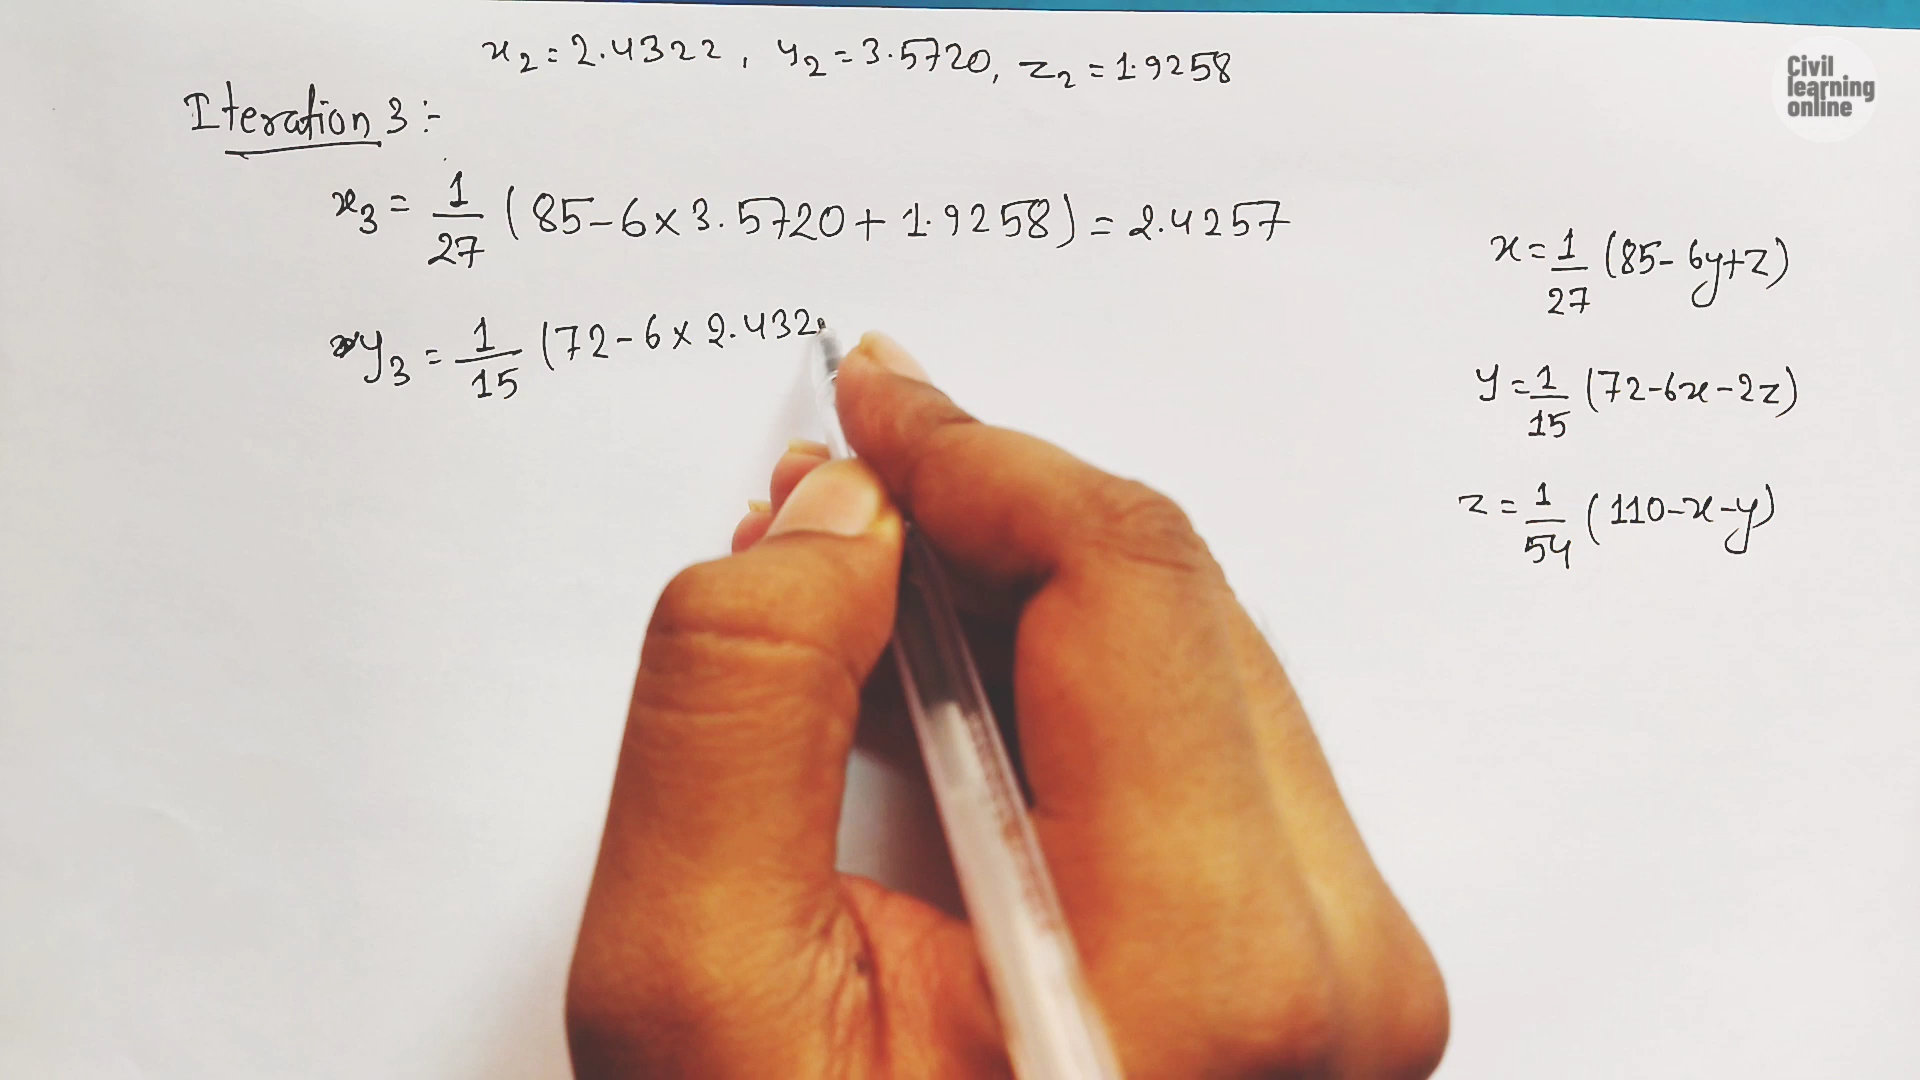 x₂ = 2.4322, y₂ = 3.5720, z₂ = 1.9258
Iteration 3 :-
x₃ = 1/27 (85 - 6 × 3.5720 + 1.9258) = 2.4257
y₃ = 1/15 (72 - 6 × 2.432
x = 1/27 (85 - 6y + z)
y = 1/15 (72 - 6x - 2z)
z = 1/54 (110 - x - y)
Civil
learning
online